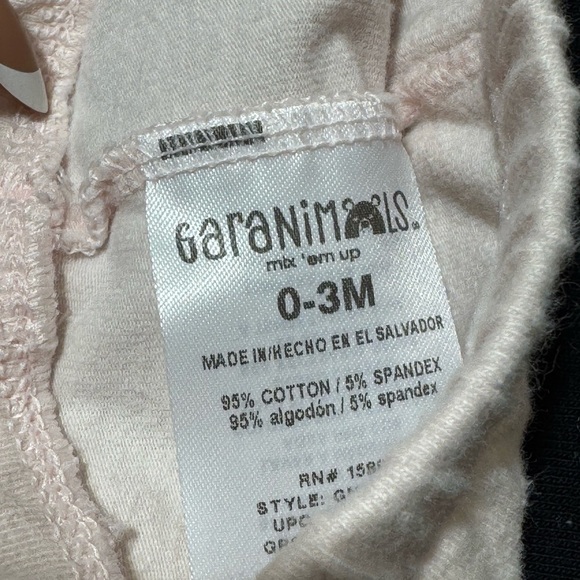 GaraNiMALS
mix 'em up
0-3M
MADE IN/HECHO EN EL SALVADOR
95% COTTON / 5% SPANDEX
95% algodón / 5% spandex
RN#
STYLE: